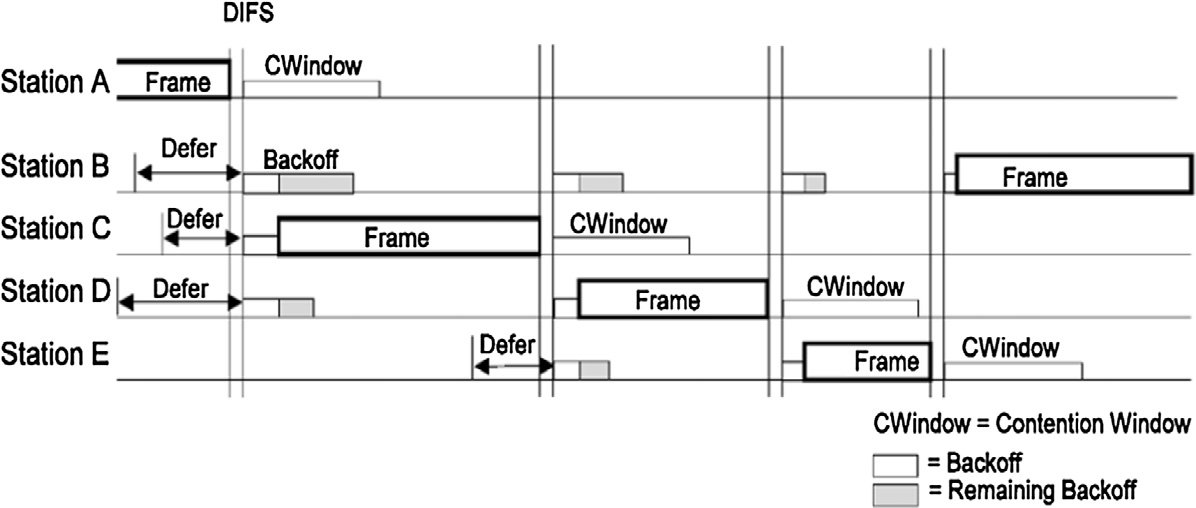 DIFS
Station A Frame CWindow
Station B Defer Backoff Frame
Station C Defer Frame CWindow
Station D Defer Frame CWindow
Station E Defer Frame CWindow
CWindow = Contention Window
= Backoff
= Remaining Backoff